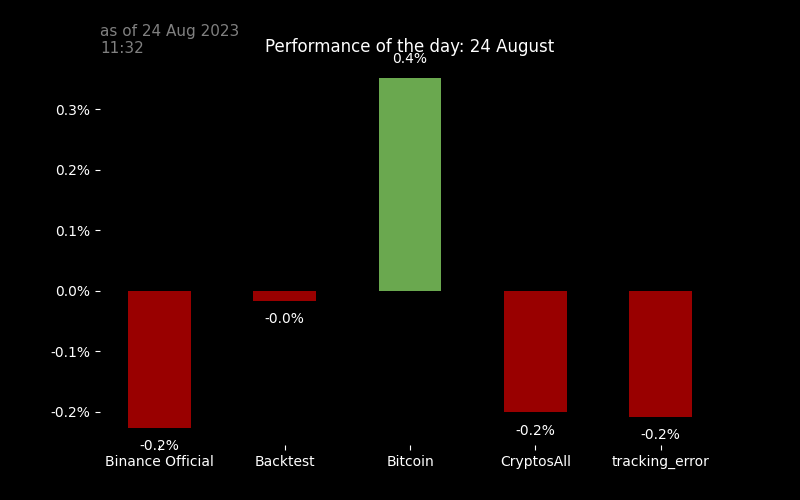 as of 24 Aug 2023
11:32
Performance of the day: 24 August
0.4%
0.3%
0.2%
0.1%
0.0%
-0.1%
-0.2%
-0.0%
-0.2%
-0.2%
-0.2%
Binance Official
Backtest
Bitcoin
CryptosAll
tracking_error